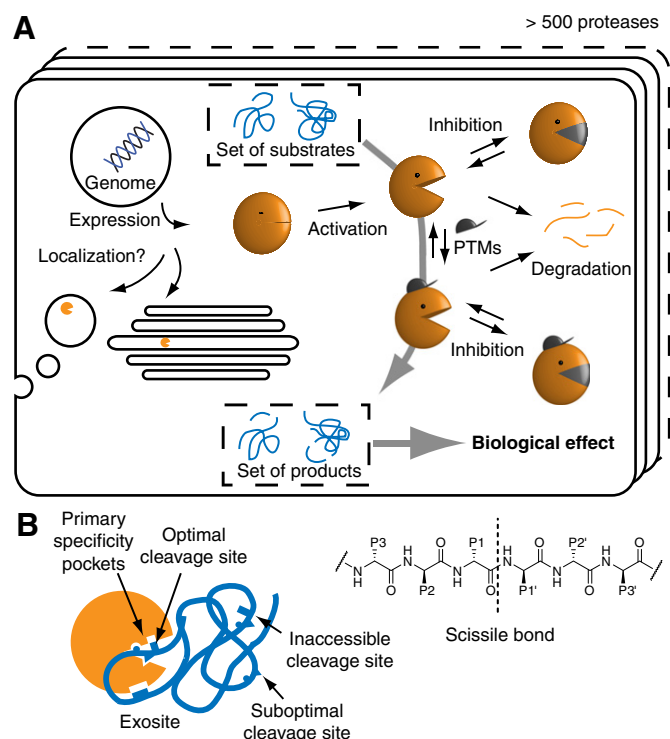 A
> 500 proteases
Set of substrates
Genome
Expression
Localization?
Activation
Inhibition
PTMs
Degradation
Inhibition
Set of products
Biological effect
B
Primary
specificity
pockets
Optimal
cleavage site
Inaccessible
cleavage site
Suboptimal
cleavage site
Exosite
P3
O
P1
H
N
O
P2'
H
N
O
N
H
O
P2
N
H
O
P1'
N
H
O
P3'
Scissile bond